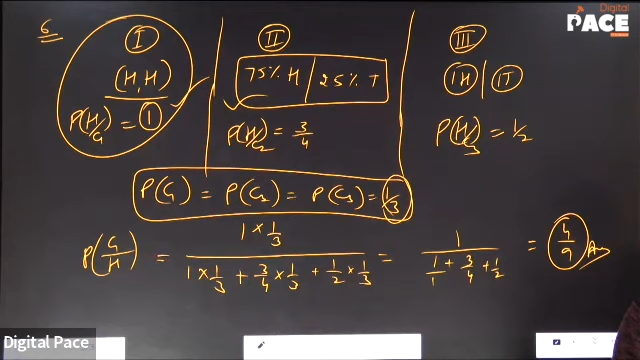 6
I
II
III
(H, H)
75% H | 25% T
1H | 1T
P(H/C₁) = 1
P(H/C₂) = 3/4
P(H/C₃) = 1/2
P(C₁) = P(C₂) = P(C₃) = 1/3
P(C₁/H) = (1 × 1/3) / (1 × 1/3 + 3/4 × 1/3 + 1/2 × 1/3) = 1 / (1/1 + 3/4 + 1/2) = 4/9 Ans
Digital
PACE
Digital Pace